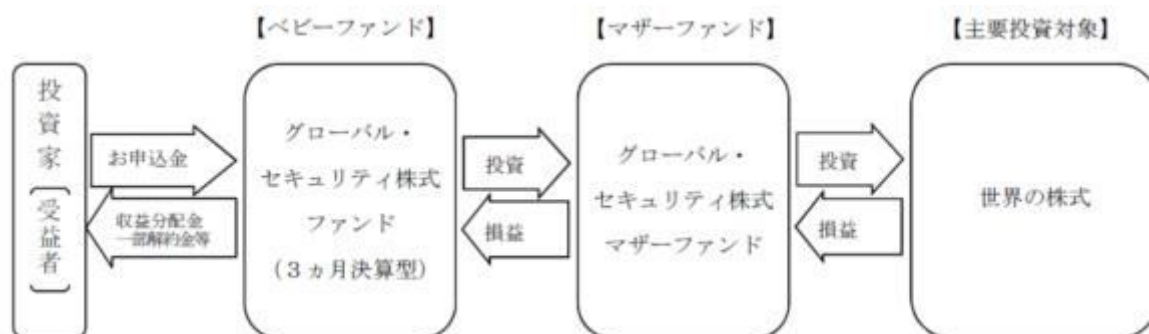 【ベビーファンド】
【マザーファンド】
【主要投資対象】
投資家〔受益者〕
お申込金
収益分配金
一部解約金等
グローバル・
セキュリティ株式
ファンド
(3ヵ月決算型)
投資
損益
グローバル・
セキュリティ株式
マザーファンド
投資
損益
世界の株式